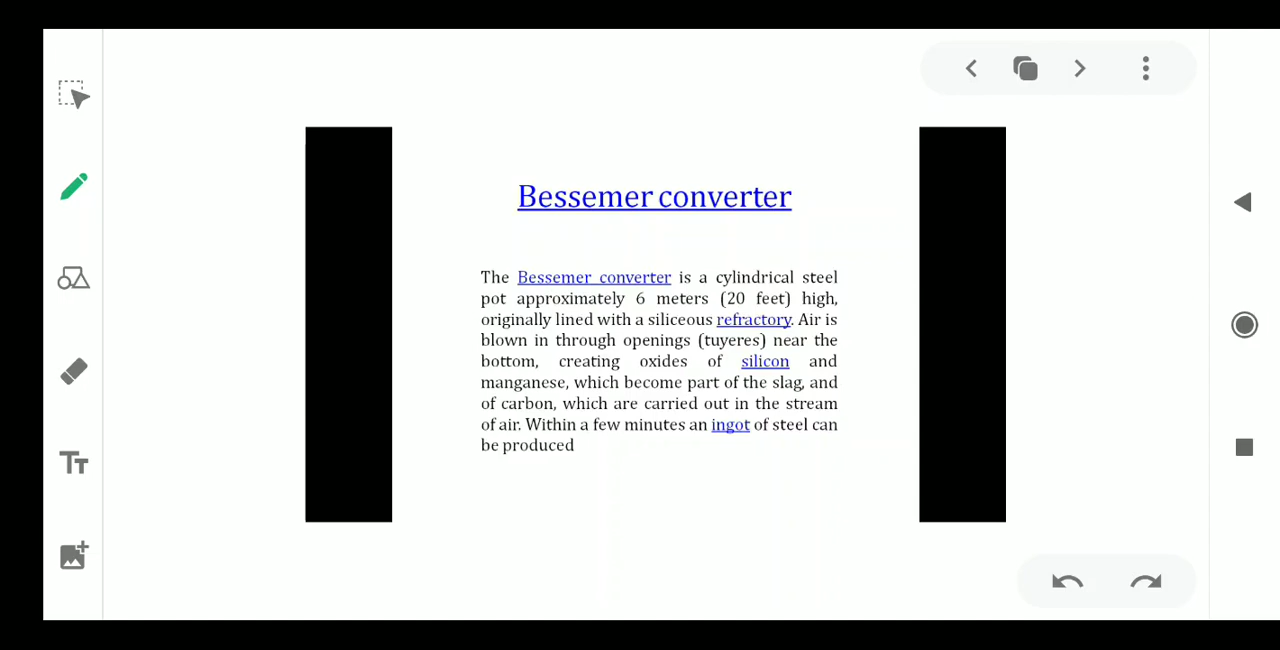 Bessemer converter
The Bessemer converter is a cylindrical steel
pot approximately 6 meters (20 feet) high,
originally lined with a siliceous refractory. Air is
blown in through openings (tuyeres) near the
bottom, creating oxides of silicon and
manganese, which become part of the slag, and
of carbon, which are carried out in the stream
of air. Within a few minutes an ingot of steel can
be produced